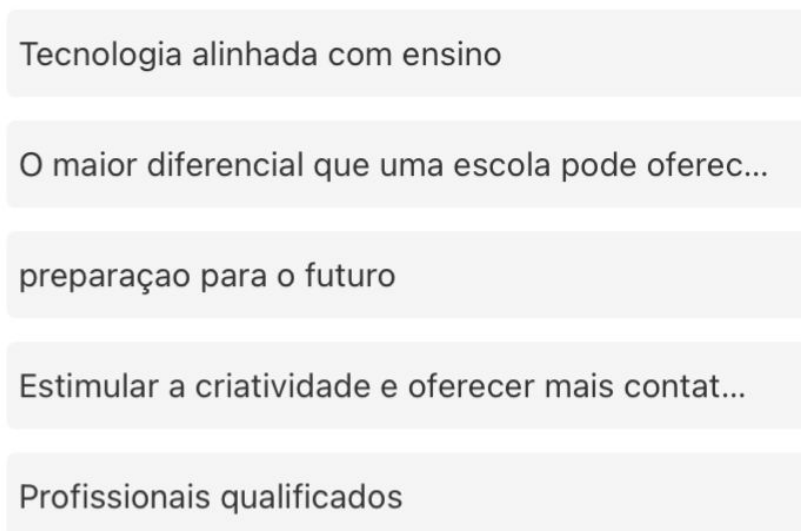 Tecnologia alinhada com ensino
O maior diferencial que uma escola pode oferec...
preparaçao para o futuro
Estimular a criatividade e oferecer mais contat...
Profissionais qualificados